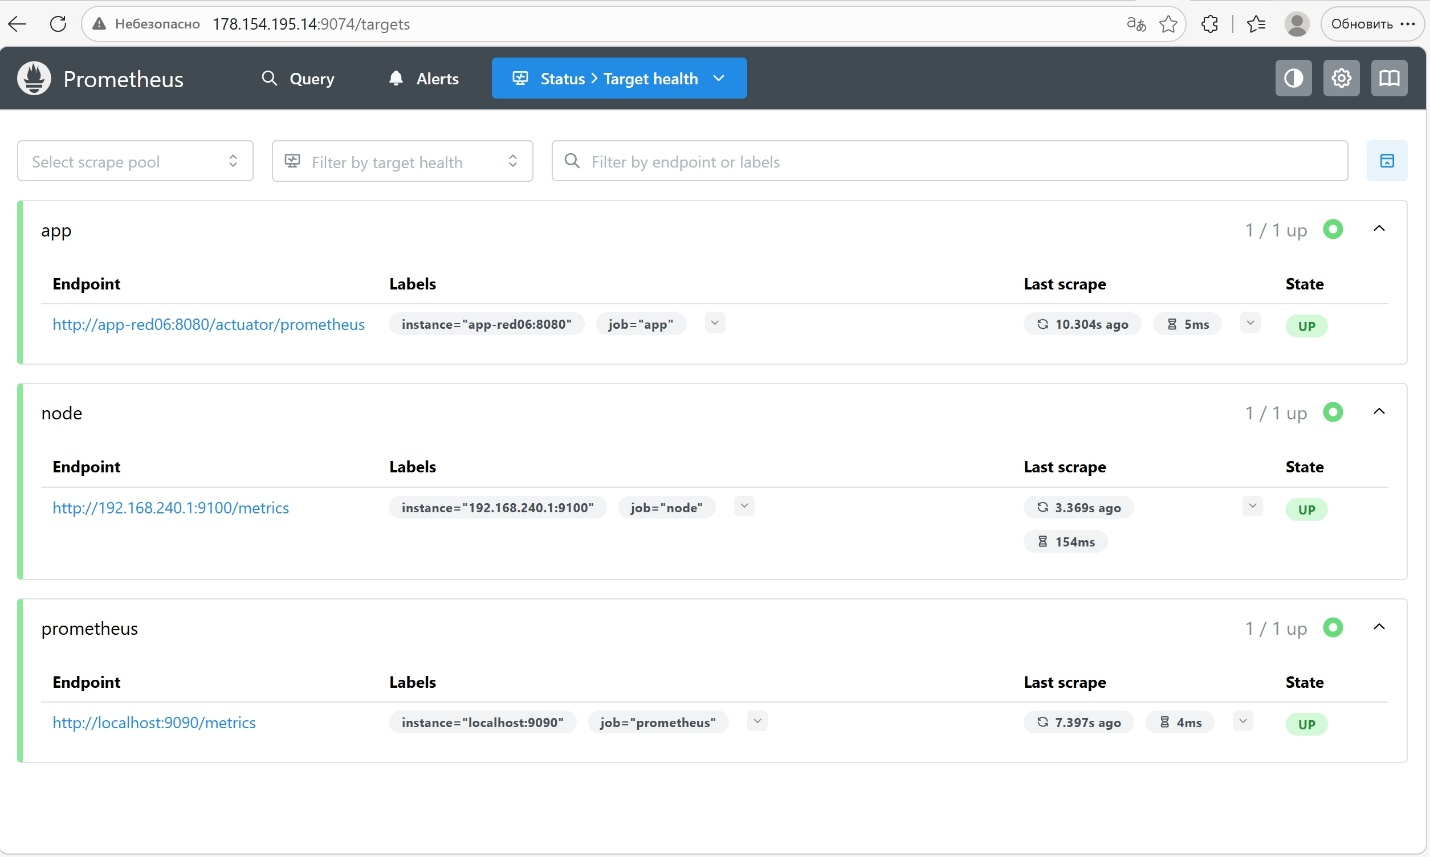 Небезопасно 178.154.195.14:9074/targets Обновить
Prometheus Query Alerts Status > Target health
Select scrape pool Filter by target health Filter by endpoint or labels
app 1 / 1 up
Endpoint Labels Last scrape State
http://app-red06:8080/actuator/prometheus instance="app-red06:8080" job="app" 10.304s ago 5ms UP
node 1 / 1 up
Endpoint Labels Last scrape State
http://192.168.240.1:9100/metrics instance="192.168.240.1:9100" job="node" 3.369s ago UP
154ms
prometheus 1 / 1 up
Endpoint Labels Last scrape State
http://localhost:9090/metrics instance="localhost:9090" job="prometheus" 7.397s ago 4ms UP